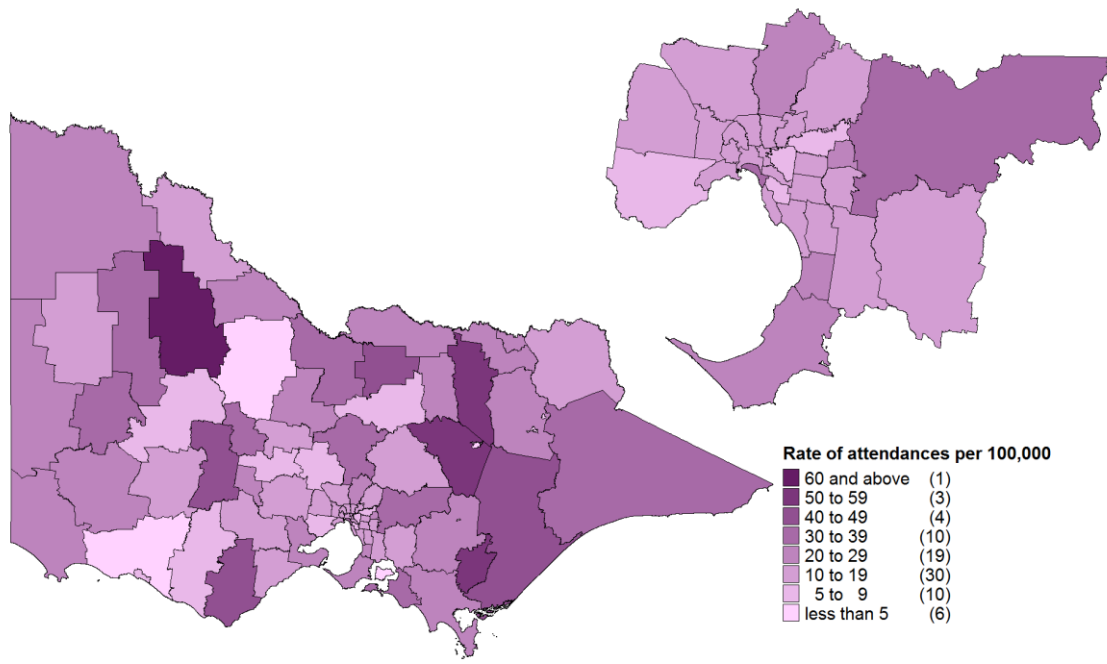 Rate of attendances per 100,000
60 and above (1)
50 to 59 (3)
40 to 49 (4)
30 to 39 (10)
20 to 29 (19)
10 to 19 (30)
5 to 9 (10)
less than 5 (6)